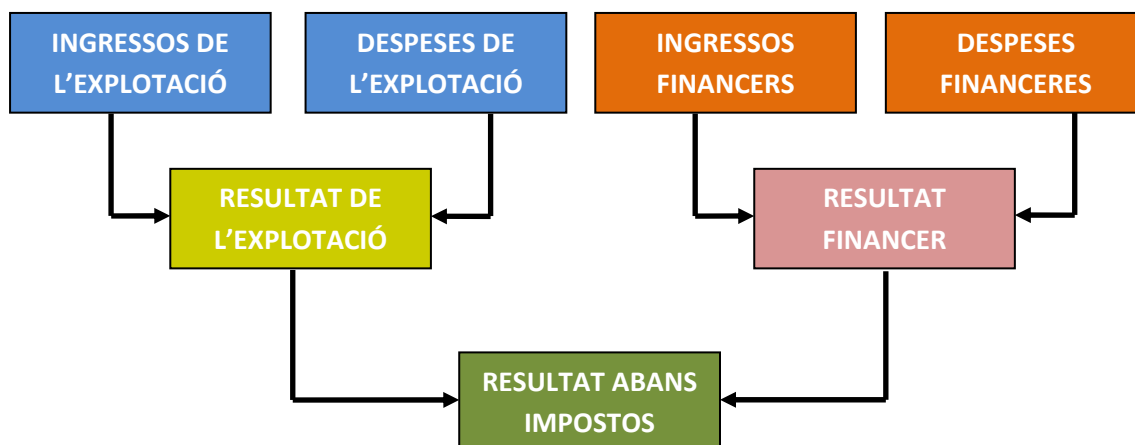 INGRESSOS DE
L’EXPLOTACIÓ
DESPESES DE
L’EXPLOTACIÓ
INGRESSOS
FINANCERS
DESPESES
FINANCERES
RESULTAT DE
L’EXPLOTACIÓ
RESULTAT
FINANCER
RESULTAT ABANS
IMPOSTOS